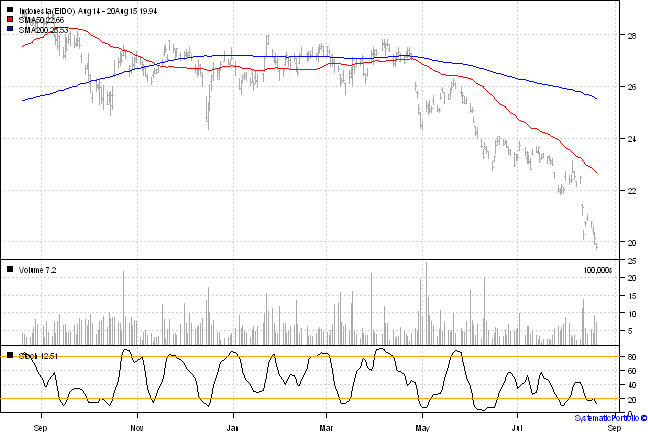 Indonesia(EIDO) Aug14 - 20Aug15 19.94
SMA50 22.66
SMA200 25.53
28
26
24
22
20
Volume 7.2
100,000s
25
20
15
10
5
Stoch 12.51
80
60
40
20
0
Sep
Nov
Jan
Mar
May
Jul
Sep
SystematicPortfolio ©